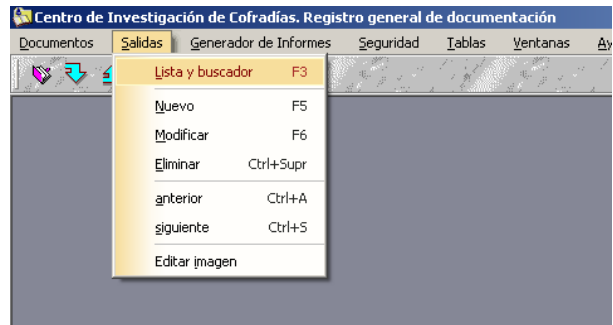 Centro de Investigación de Cofradías. Registro general de documentación
Documentos Salidas Generador de Informes Seguridad Tablas Ventanas Ay
Lista y buscador F3
Nuevo F5
Modificar F6
Eliminar Ctrl+Supr
anterior Ctrl+A
siguiente Ctrl+S
Editar imagen